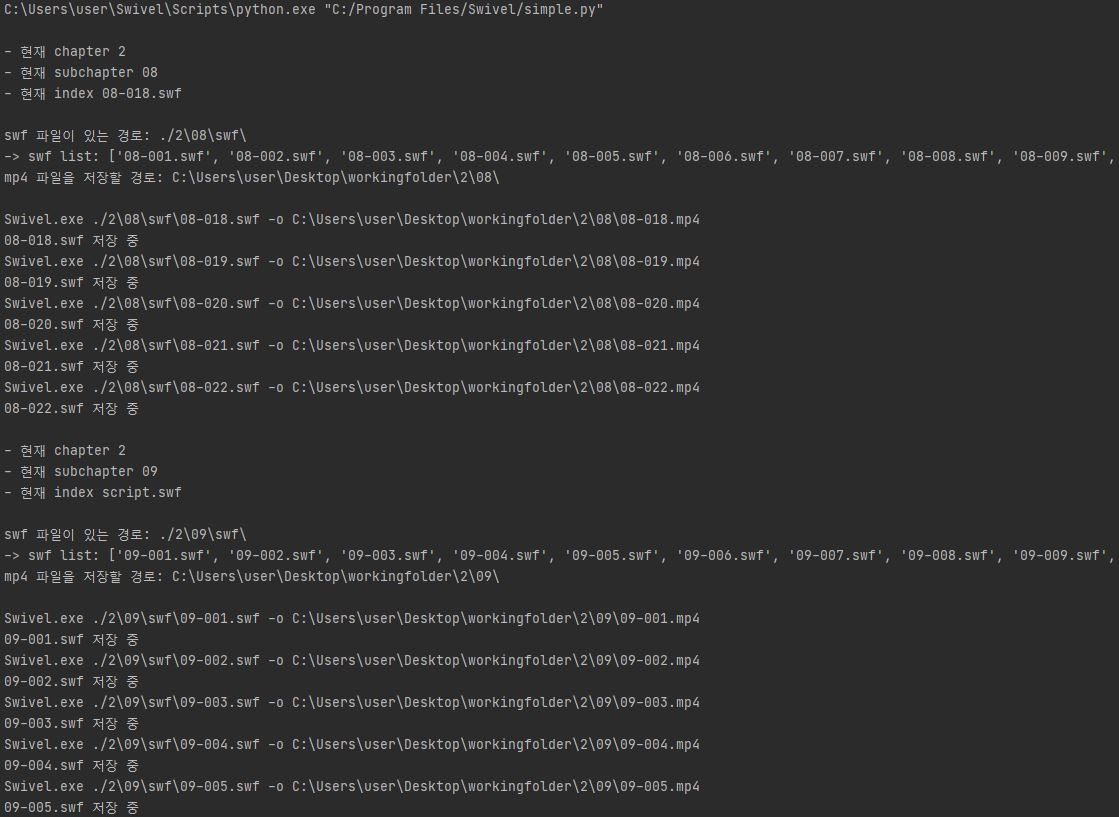 C:\Users\user\Swivel\Scripts\python.exe "C:/Program Files/Swivel/simple.py"
- 현재 chapter 2
- 현재 subchapter 08
- 현재 index 08-018.swf
swf 파일이 있는 경로: ./2\08\swf\
-> swf list: ['08-001.swf', '08-002.swf', '08-003.swf', '08-004.swf', '08-005.swf', '08-006.swf', '08-007.swf', '08-008.swf', '08-009.swf',
mp4 파일을 저장할 경로: C:\Users\user\Desktop\workingfolder\2\08\
Swivel.exe ./2\08\swf\08-018.swf -o C:\Users\user\Desktop\workingfolder\2\08\08-018.mp4
08-018.swf 저장 중
Swivel.exe ./2\08\swf\08-019.swf -o C:\Users\user\Desktop\workingfolder\2\08\08-019.mp4
08-019.swf 저장 중
Swivel.exe ./2\08\swf\08-020.swf -o C:\Users\user\Desktop\workingfolder\2\08\08-020.mp4
08-020.swf 저장 중
Swivel.exe ./2\08\swf\08-021.swf -o C:\Users\user\Desktop\workingfolder\2\08\08-021.mp4
08-021.swf 저장 중
Swivel.exe ./2\08\swf\08-022.swf -o C:\Users\user\Desktop\workingfolder\2\08\08-022.mp4
08-022.swf 저장 중
- 현재 chapter 2
- 현재 subchapter 09
- 현재 index script.swf
swf 파일이 있는 경로: ./2\09\swf\
-> swf list: ['09-001.swf', '09-002.swf', '09-003.swf', '09-004.swf', '09-005.swf', '09-006.swf', '09-007.swf', '09-008.swf', '09-009.swf',
mp4 파일을 저장할 경로: C:\Users\user\Desktop\workingfolder\2\09\
Swivel.exe ./2\09\swf\09-001.swf -o C:\Users\user\Desktop\workingfolder\2\09\09-001.mp4
09-001.swf 저장 중
Swivel.exe ./2\09\swf\09-002.swf -o C:\Users\user\Desktop\workingfolder\2\09\09-002.mp4
09-002.swf 저장 중
Swivel.exe ./2\09\swf\09-003.swf -o C:\Users\user\Desktop\workingfolder\2\09\09-003.mp4
09-003.swf 저장 중
Swivel.exe ./2\09\swf\09-004.swf -o C:\Users\user\Desktop\workingfolder\2\09\09-004.mp4
09-004.swf 저장 중
Swivel.exe ./2\09\swf\09-005.swf -o C:\Users\user\Desktop\workingfolder\2\09\09-005.mp4
09-005.swf 저장 중